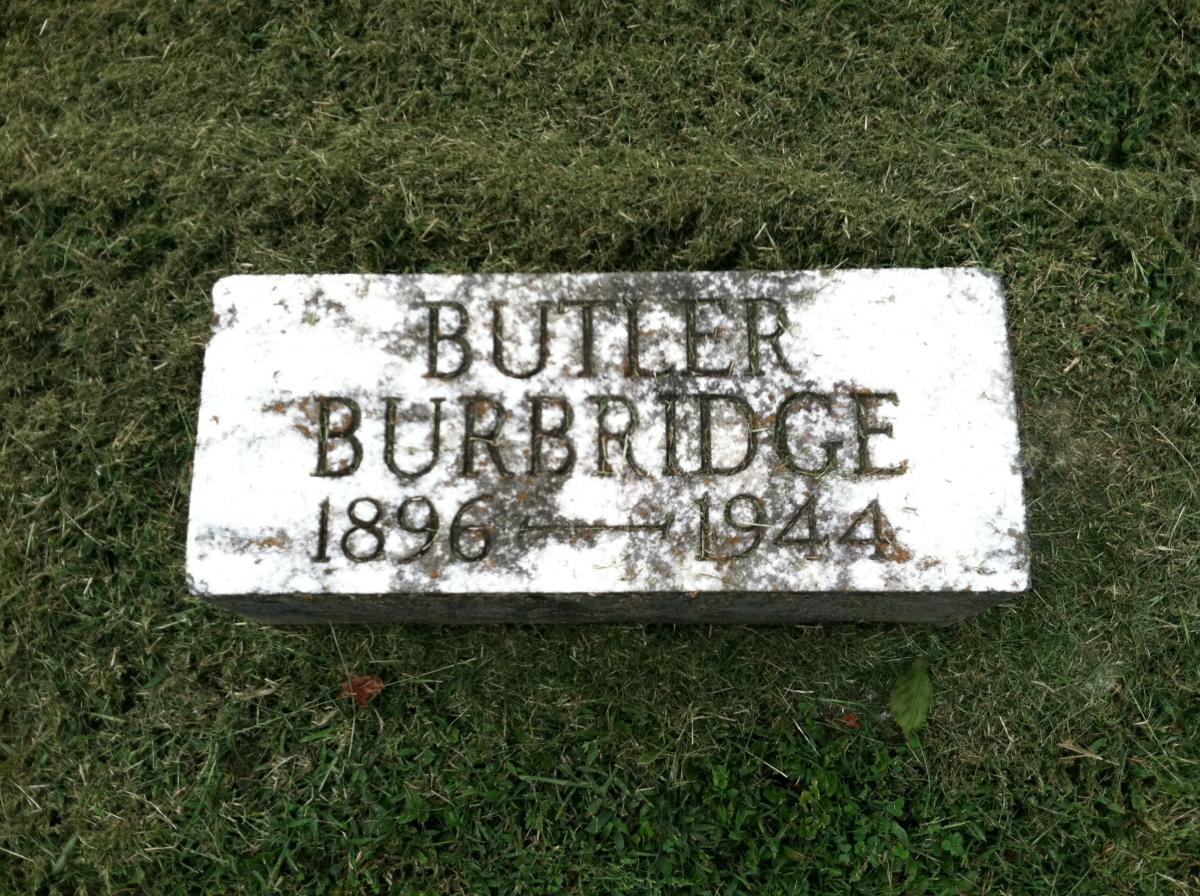 BUTLER
BURBRIDGE
1896 — 1944